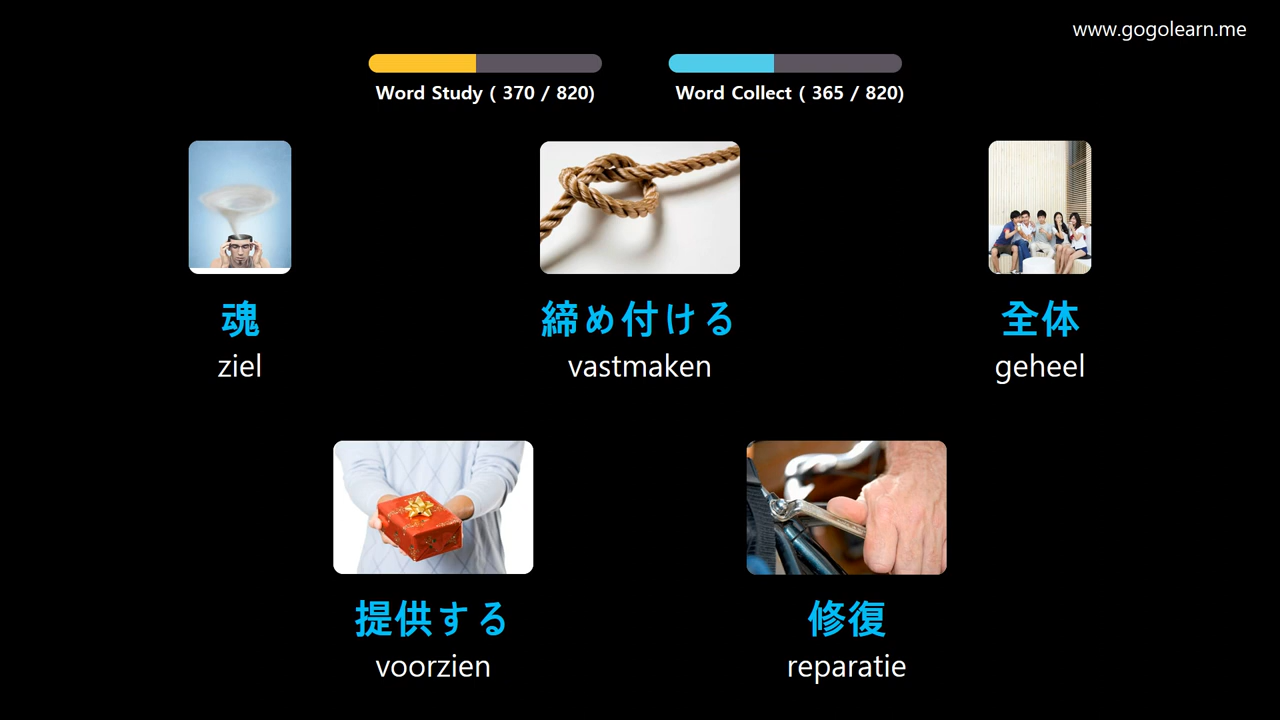 www.gogolearn.me
Word Study ( 370 / 820)
Word Collect ( 365 / 820)
魂
ziel
締め付ける
vastmaken
全体
geheel
提供する
voorzien
修復
reparatie